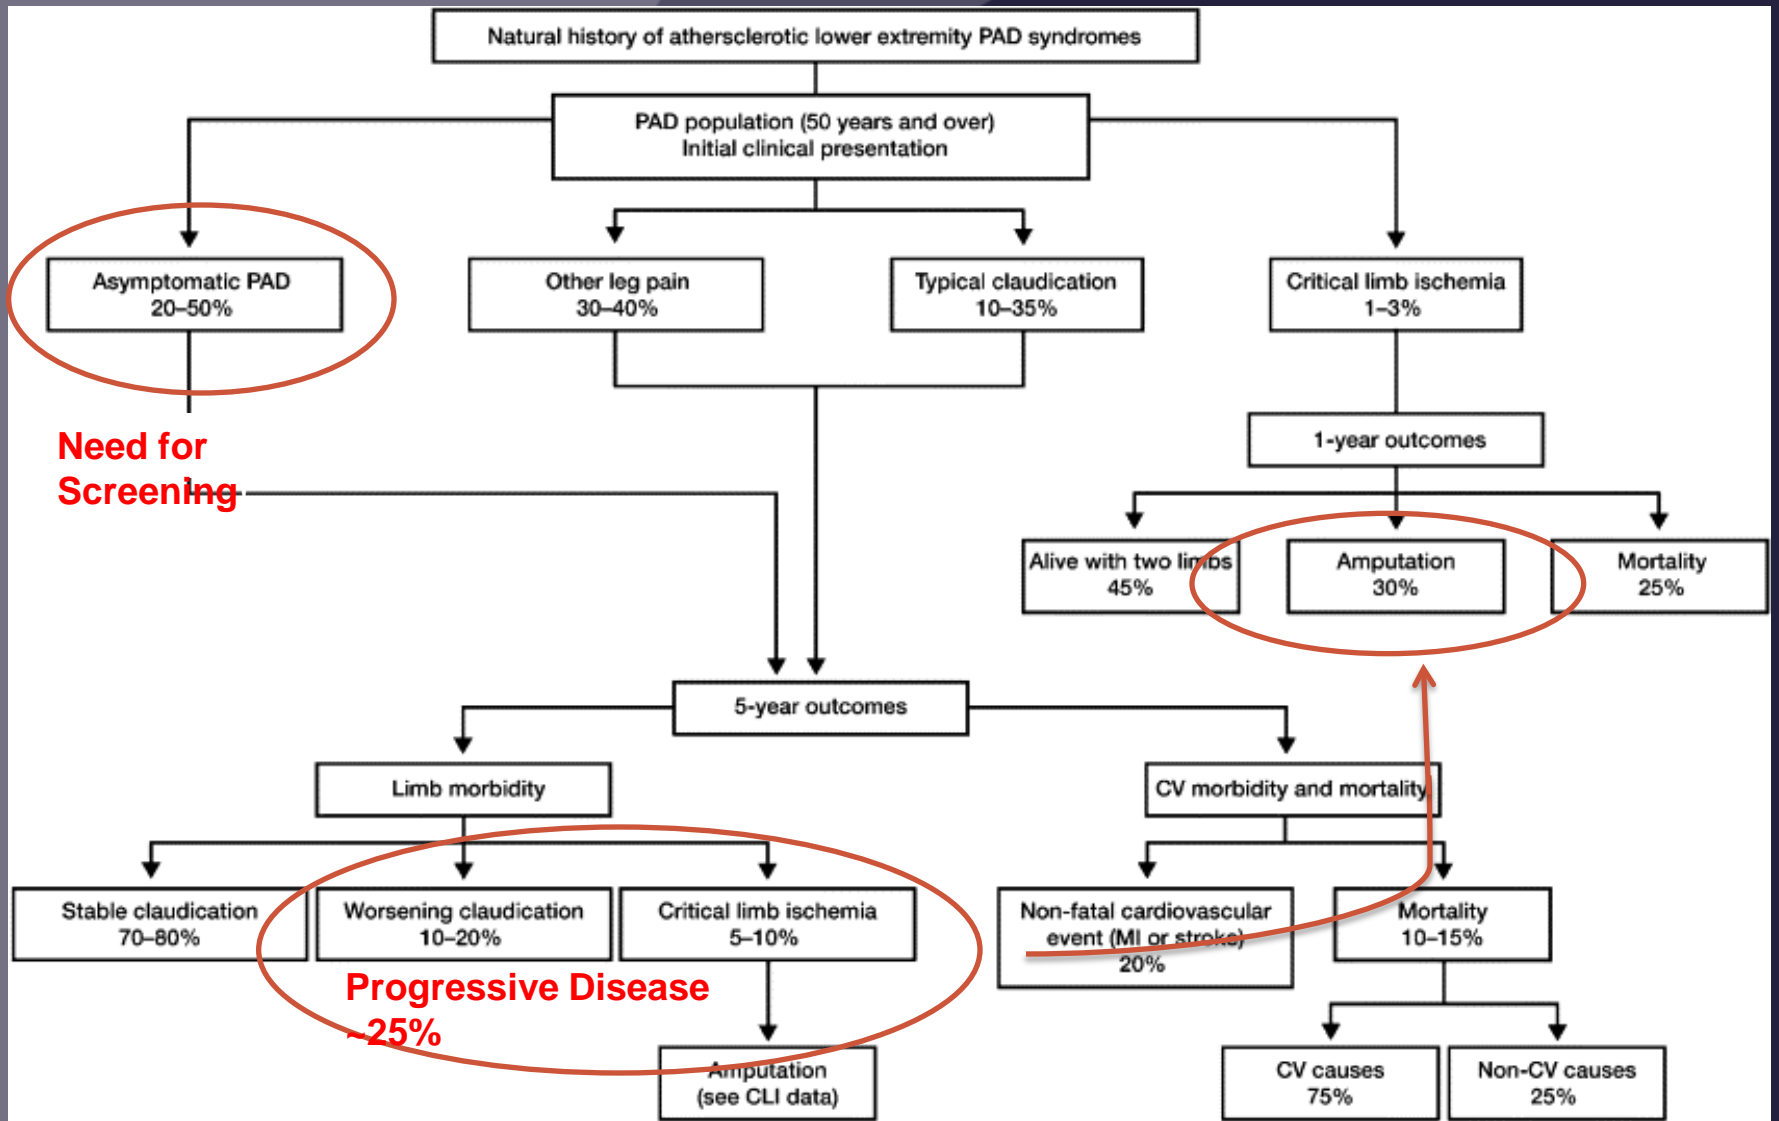 Natural history of athersclerotic lower extremity PAD syndromes
PAD population (50 years and over)
Initial clinical presentation
Asymptomatic PAD
20–50%
Other leg pain
30–40%
Typical claudication
10–35%
Critical limb ischemia
1–3%
Need for
Screening
1-year outcomes
Alive with two limbs
45%
Amputation
30%
Mortality
25%
5-year outcomes
Limb morbidity
CV morbidity and mortality
Stable claudication
70–80%
Worsening claudication
10–20%
Critical limb ischemia
5–10%
Non-fatal cardiovascular
event (MI or stroke)
20%
Mortality
10–15%
Progressive Disease
~25%
Amputation
(see CLI data)
CV causes
75%
Non-CV causes
25%